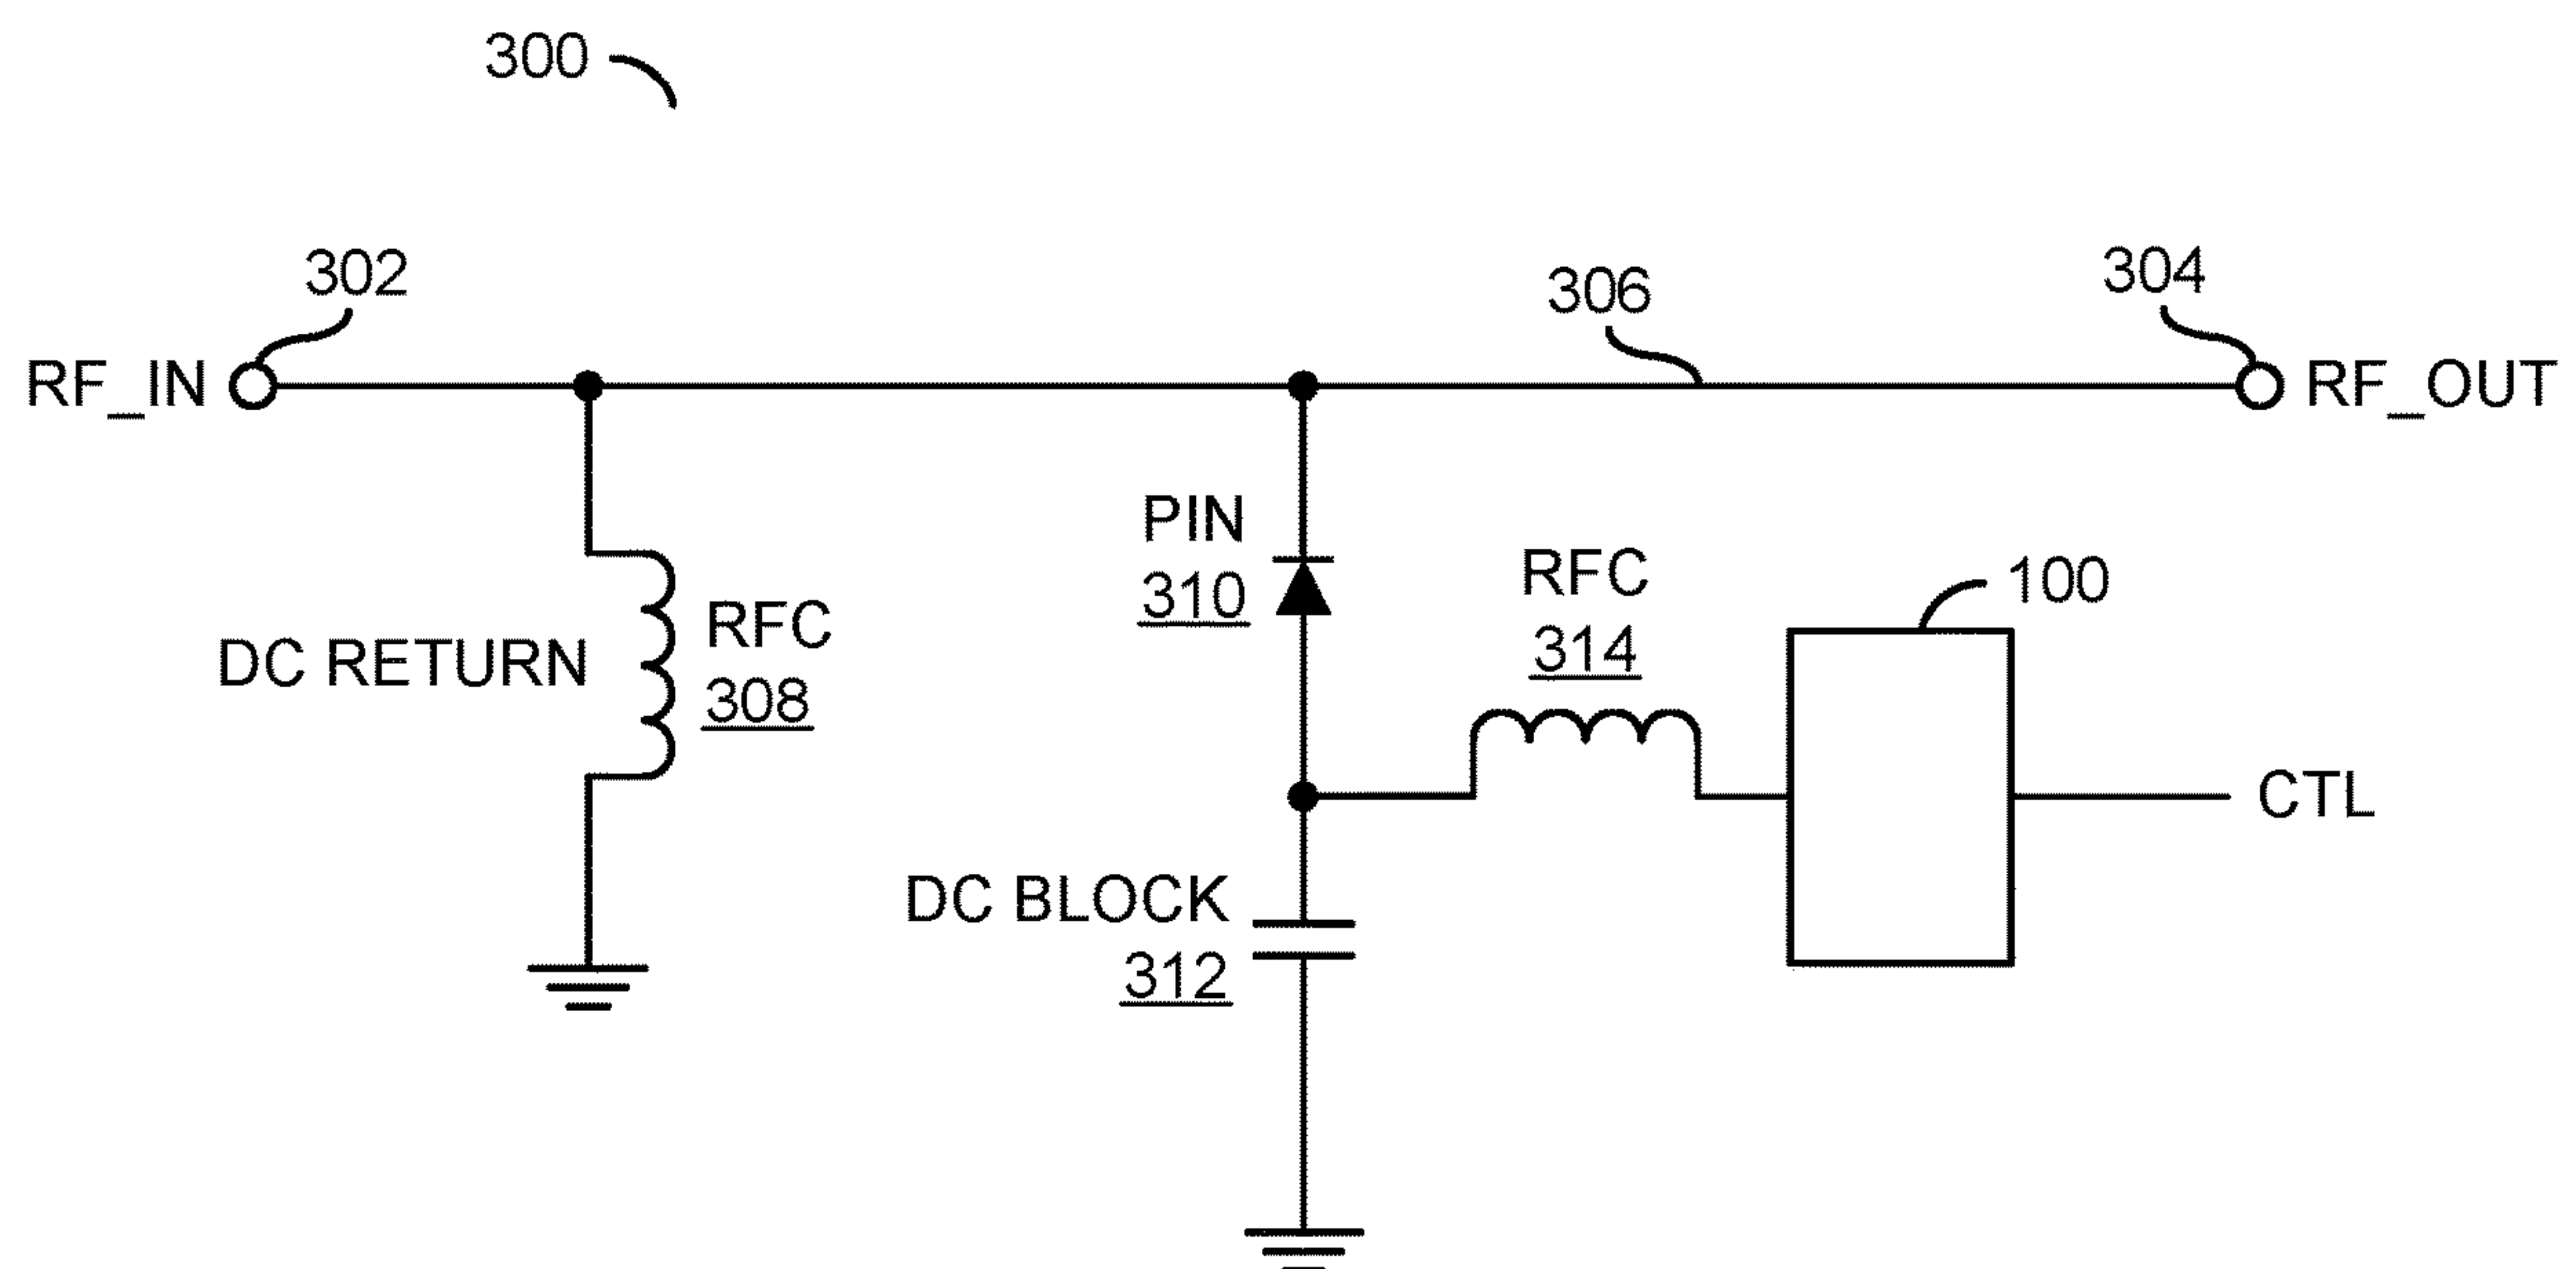 300
302
306
304
RF_IN
RF_OUT
PIN
310
RFC
314
100
DC RETURN
RFC
308
CTL
DC BLOCK
312